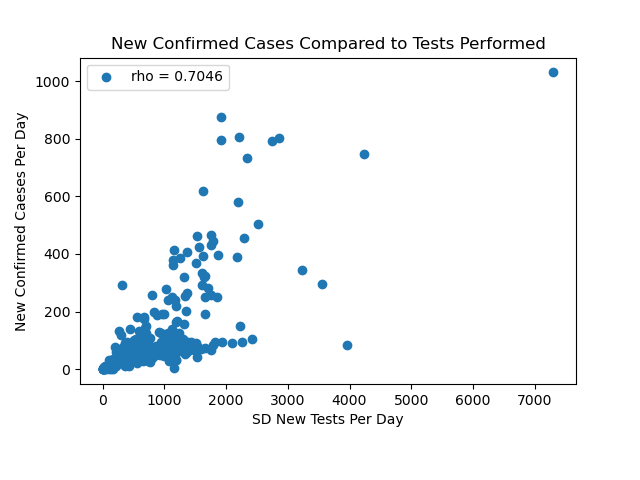 New Confirmed Cases Compared to Tests Performed
rho = 0.7046
New Confirmed Caeses Per Day
1000
800
600
400
200
0
0 1000 2000 3000 4000 5000 6000 7000
SD New Tests Per Day